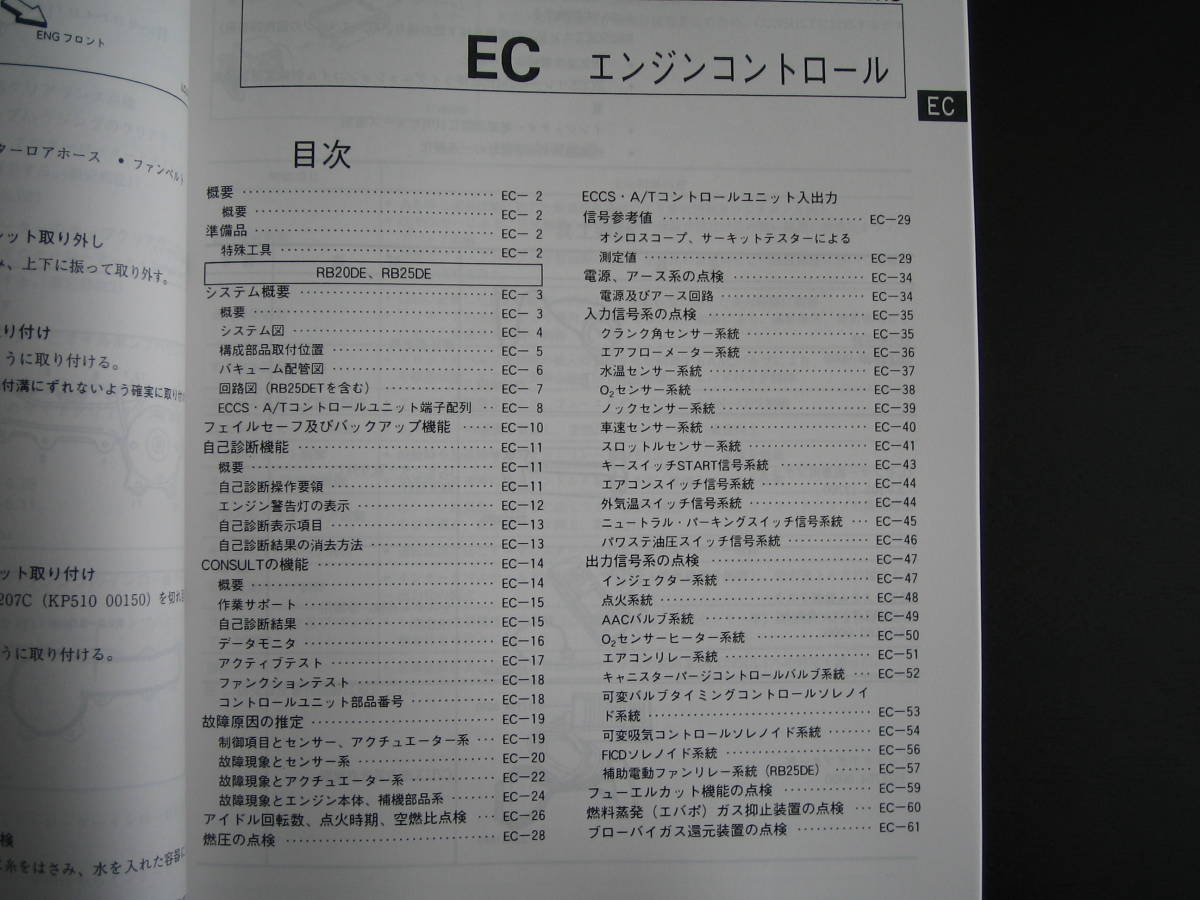 ENG フロント
ターロアホース • ファンベルト
ット取り外し
、上下に振って取り外す。
り付け
うに取り付ける。
付溝にずれないよう確実に取り付
ット取り付け
207C (KP510 00150) を切れ
うに取り付ける。
検
糸をはさみ、水を入れた容器に
EC エンジンコントロール
EC
目次
概要 ………… EC− 2
概要 ………… EC− 2
準備品 ………… EC− 2
特殊工具 ………… EC− 2
RB20DE、RB25DE
システム概要 ………… EC− 3
概要 ………… EC− 3
システム図 ………… EC− 4
構成部品取付位置 ………… EC− 5
バキューム配管図 ………… EC− 6
回路図（RB25DETを含む） ………… EC− 7
ECCS・A/Tコントロールユニット端子配列 ‥ EC− 8
フェイルセーフ及びバックアップ機能 …… EC−10
自己診断機能 ………… EC−11
概要 ………… EC−11
自己診断操作要領 ………… EC−11
エンジン警告灯の表示 ………… EC−12
自己診断表示項目 ………… EC−13
自己診断結果の消去方法 ………… EC−13
CONSULTの機能 ………… EC−14
概要 ………… EC−14
作業サポート ………… EC−15
自己診断結果 ………… EC−15
データモニタ ………… EC−16
アクティブテスト ………… EC−17
ファンクションテスト ………… EC−18
コントロールユニット部品番号 ………… EC−18
故障原因の推定 ………… EC−19
制御項目とセンサー、アクチュエーター系 … EC−19
故障現象とセンサー系 ………… EC−20
故障現象とアクチュエーター系 ………… EC−22
故障現象とエンジン本体、補機部品系 …… EC−24
アイドル回転数、点火時期、空燃比点検 … EC−26
燃圧の点検 ………… EC−28
ECCS・A/Tコントロールユニット入出力
信号参考値 ………… EC−29
オシロスコープ、サーキットテスターによる
測定値 ………… EC−29
電源、アース系の点検 ………… EC−34
電源及びアース回路 ………… EC−34
入力信号系の点検 ………… EC−35
クランク角センサー系統 ………… EC−35
エアフローメーター系統 ………… EC−36
水温センサー系統 ………… EC−37
O₂センサー系統 ………… EC−38
ノックセンサー系統 ………… EC−39
車速センサー系統 ………… EC−40
スロットルセンサー系統 ………… EC−41
キースイッチSTART信号系統 ………… EC−43
エアコンスイッチ信号系統 ………… EC−44
外気温スイッチ信号系統 ………… EC−44
ニュートラル・パーキングスイッチ信号系統 … EC−45
パワステ油圧スイッチ信号系統 ………… EC−46
出力信号系の点検 ………… EC−47
インジェクター系統 ………… EC−47
点火系統 ………… EC−48
AACバルブ系統 ………… EC−49
O₂センサーヒーター系統 ………… EC−50
エアコンリレー系統 ………… EC−51
キャニスターパージコントロールバルブ系統 … EC−52
可変バルブタイミングコントロールソレノイ
ド系統 ………… EC−53
可変吸気コントロールソレノイド系統 …… EC−54
FICDソレノイド系統 ………… EC−56
補助電動ファンリレー系統（RB25DE） …… EC−57
フューエルカット機能の点検 ………… EC−59
燃料蒸発（エバポ）ガス抑止装置の点検 … EC−60
ブローバイガス還元装置の点検 ………… EC−61